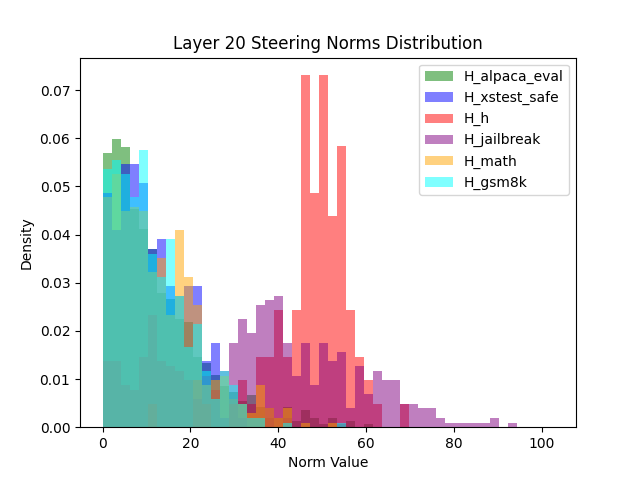 Layer 20 Steering Norms Distribution
H_alpaca_eval
H_xstest_safe
H_h
H_jailbreak
H_math
H_gsm8k
0.07
0.06
0.05
0.04
0.03
0.02
0.01
0.00
Density
0 20 40 60 80 100
Norm Value